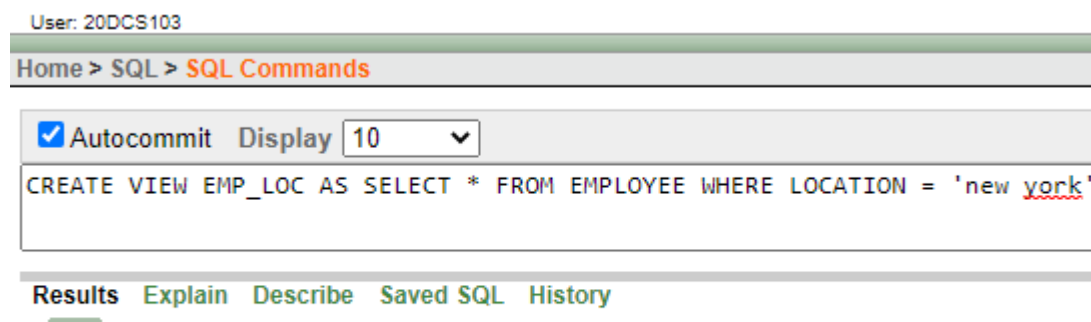 User: 20DCS103
Home > SQL > SQL Commands
Autocommit Display 10
CREATE VIEW EMP_LOC AS SELECT * FROM EMPLOYEE WHERE LOCATION = 'new york'
Results Explain Describe Saved SQL History